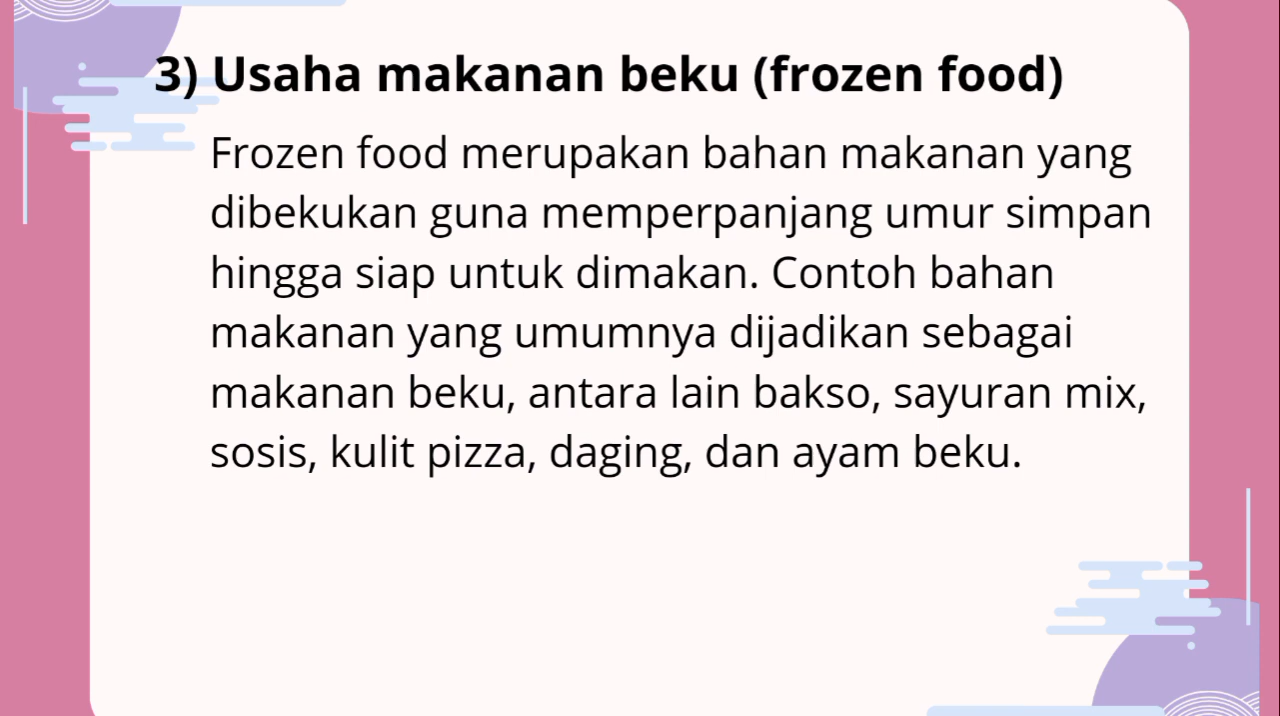 3) Usaha makanan beku (frozen food)
Frozen food merupakan bahan makanan yang
dibekukan guna memperpanjang umur simpan
hingga siap untuk dimakan. Contoh bahan
makanan yang umumnya dijadikan sebagai
makanan beku, antara lain bakso, sayuran mix,
sosis, kulit pizza, daging, dan ayam beku.